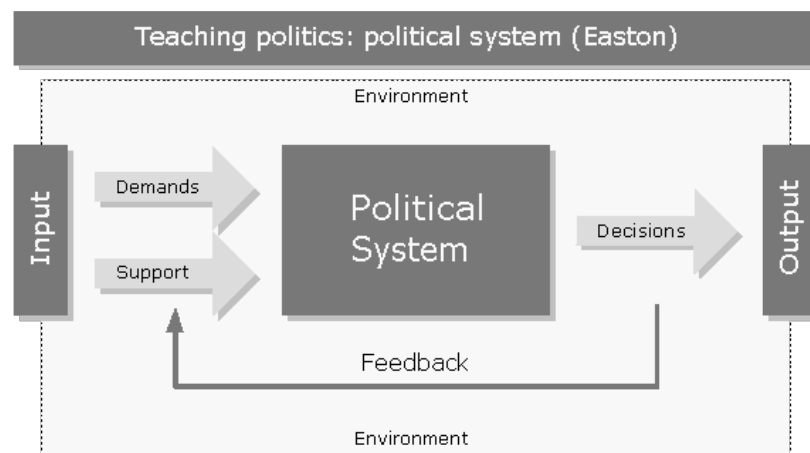 Teaching politics: political system (Easton)
Environment
Input
Demands
Support
Political
System
Decisions
Output
Feedback
Environment